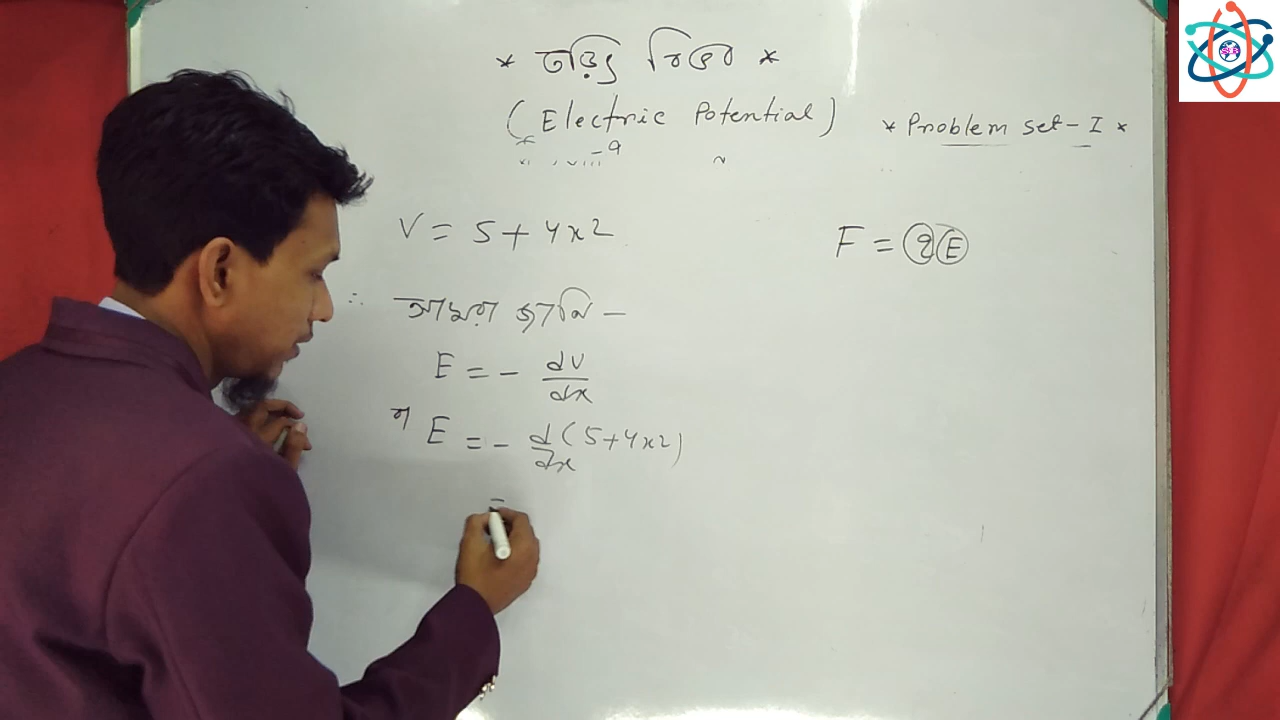 * তড়িৎ বিভব *
(Electric Potential)
* Problem set - I *
V = 5 + 4x2
F = qE
∴ আমরা জানি -
E = - dV/dx
বা E = - d/dx (5+4x2)
=